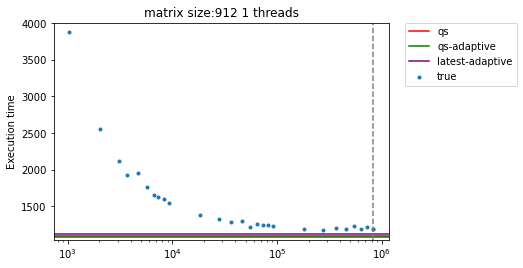 matrix size:912 1 threads
Execution time
4000
3500
3000
2500
2000
1500
10³
10⁴
10⁵
10⁶
qs
qs-adaptive
latest-adaptive
true